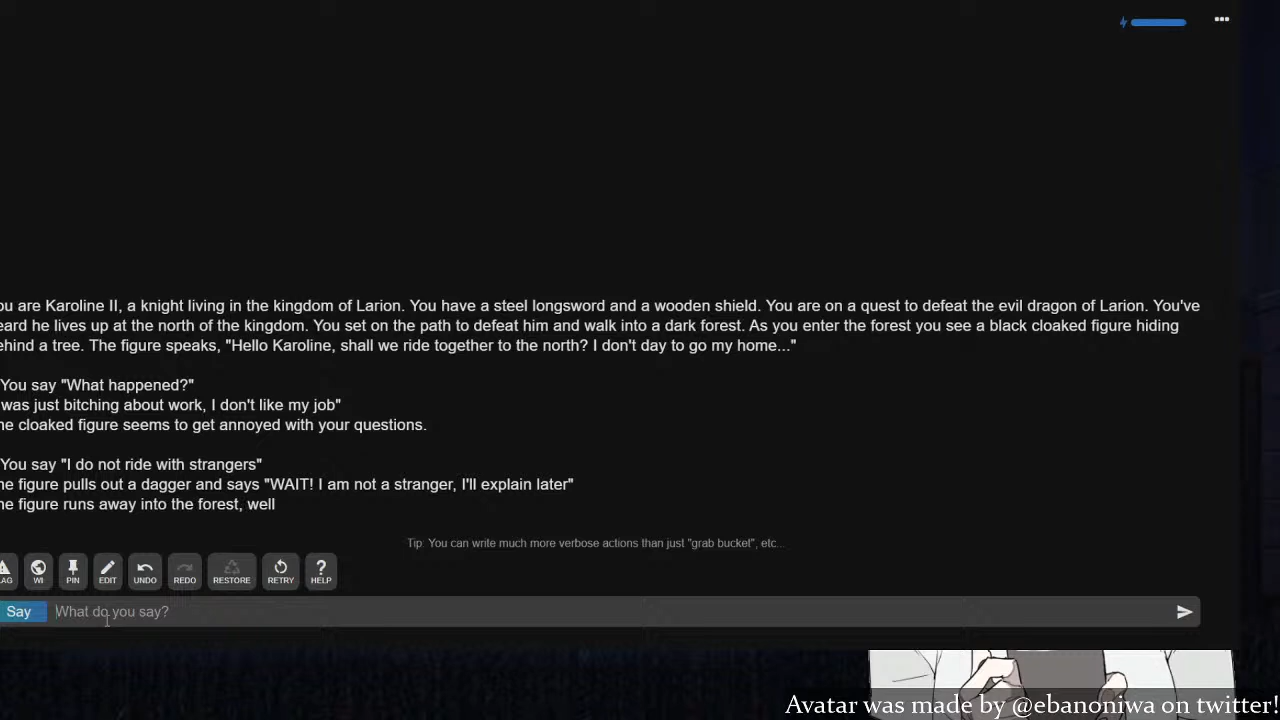 ou are Karoline II, a knight living in the kingdom of Larion. You have a steel longsword and a wooden shield. You are on a quest to defeat the evil dragon of Larion. You've
eard he lives up at the north of the kingdom. You set on the path to defeat him and walk into a dark forest. As you enter the forest you see a black cloaked figure hiding
ehind a tree. The figure speaks, "Hello Karoline, shall we ride together to the north? I don't day to go my home..."
You say "What happened?"
was just bitching about work, I don't like my job"
he cloaked figure seems to get annoyed with your questions.
You say "I do not ride with strangers"
he figure pulls out a dagger and says "WAIT! I am not a stranger, I'll explain later"
he figure runs away into the forest, well
Tip: You can write much more verbose actions than just "grab bucket", etc...
LAG WI PIN EDIT UNDO REDO RESTORE RETRY HELP
Say What do you say?
Avatar was made by @ebanoniwa on twitter!